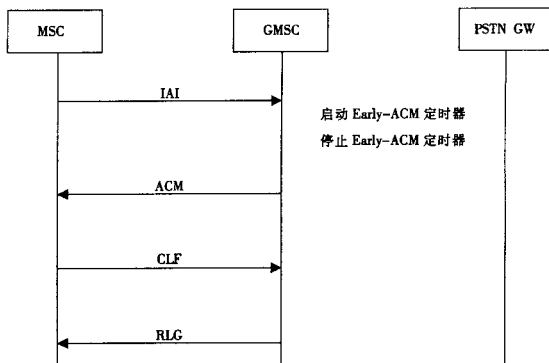 MSC
GMSC
PSTN GW
IAI
启动 Early-ACM 定时器
停止 Early-ACM 定时器
ACM
CLF
RLG